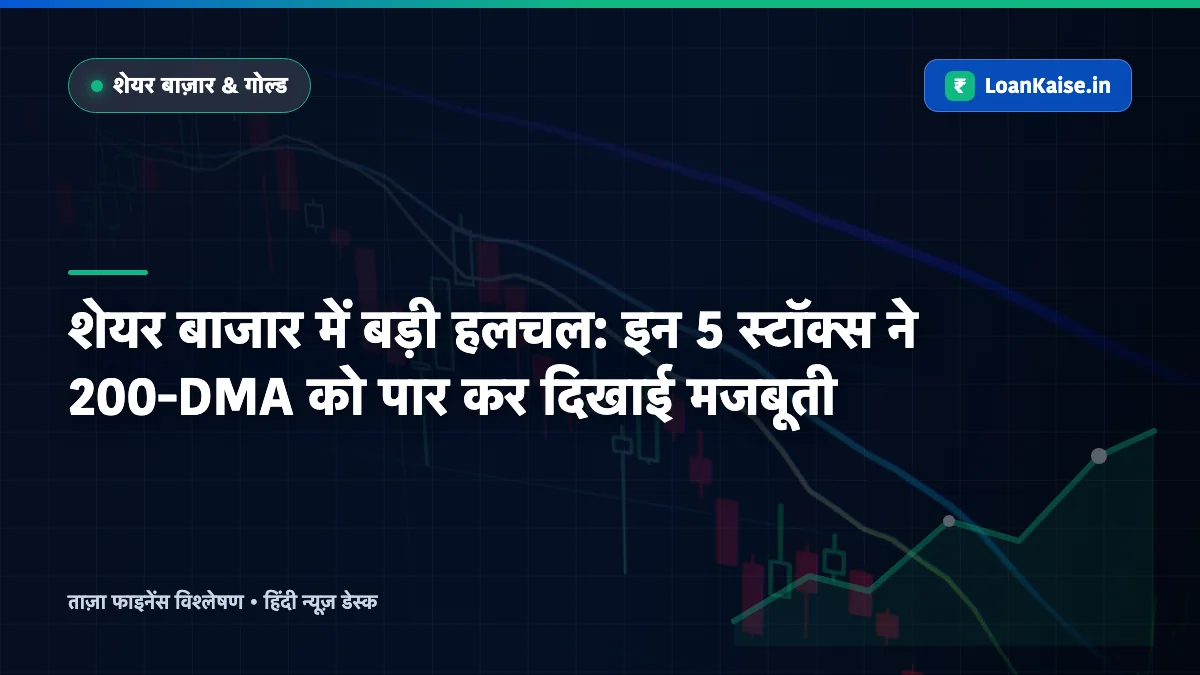 शेयर बाज़ार & गोल्ड
₹ LoanKaise.in
शेयर बाजार में बड़ी हलचल: इन 5 स्टॉक्स ने
200-DMA को पार कर दिखाई मजबूती
ताज़ा फाइनेंस विश्लेषण • हिंदी न्यूज़ डेस्क